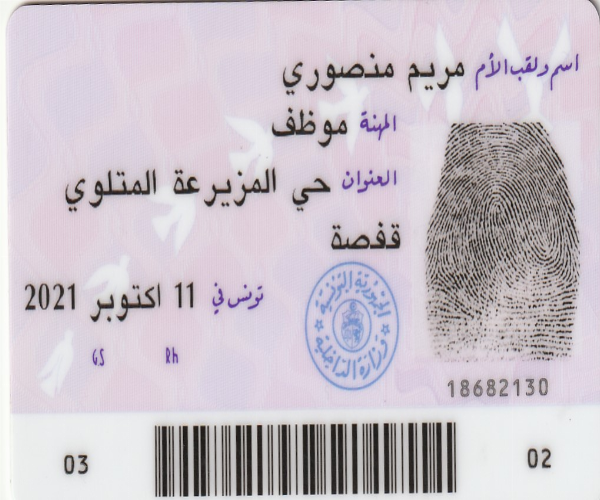 اسم ولقب الأم مريم منصوري
المهنة موظف
العنوان حي المزيرعة المتلوي
قفصة
تونس في 11 اكتوبر 2021
GS Rh
الجمهورية التونسية
وزارة الداخلية
18682130
03 02